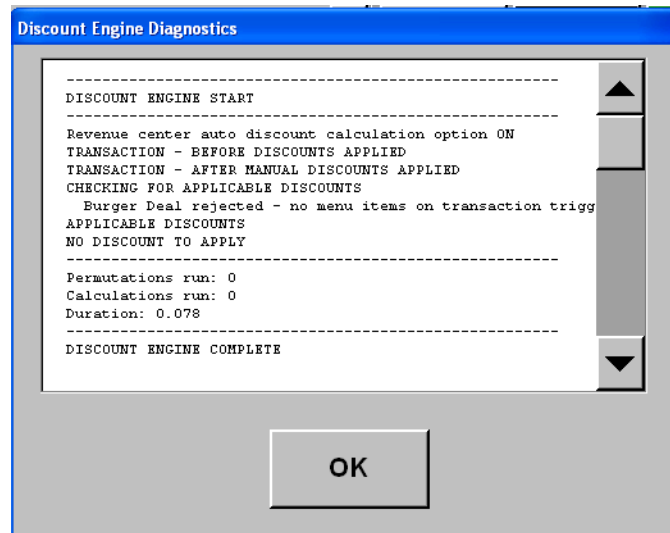 Discount Engine Diagnostics
------------------------------------------------------
DISCOUNT ENGINE START
------------------------------------------------------
Revenue center auto discount calculation option ON
TRANSACTION - BEFORE DISCOUNTS APPLIED
TRANSACTION - AFTER MANUAL DISCOUNTS APPLIED
CHECKING FOR APPLICABLE DISCOUNTS
Burger Deal rejected - no menu items on transaction trigg
APPLICABLE DISCOUNTS
NO DISCOUNT TO APPLY
------------------------------------------------------
Permutations run: 0
Calculations run: 0
Duration: 0.078
------------------------------------------------------
DISCOUNT ENGINE COMPLETE
OK